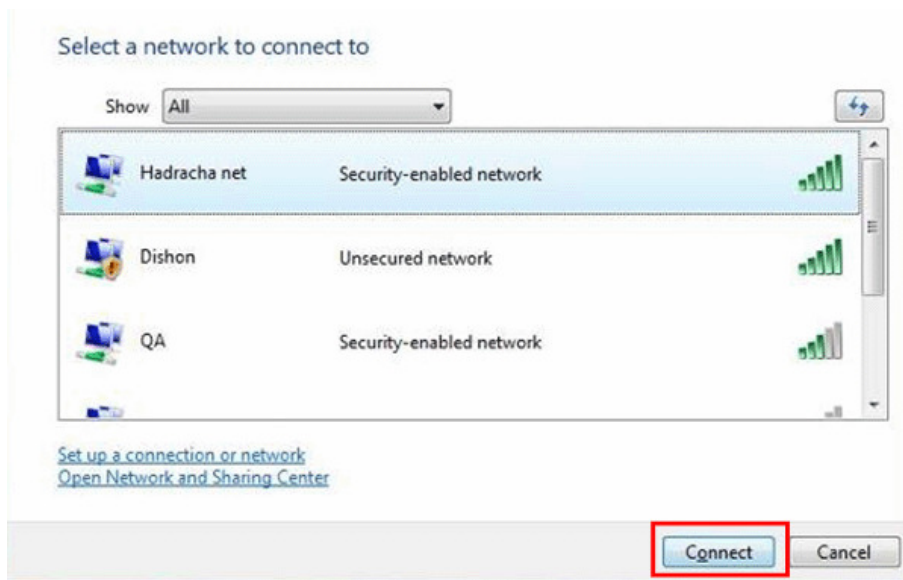 Select a network to connect to
Show All
Hadracha net Security-enabled network
Dishon Unsecured network
QA Security-enabled network
Set up a connection or network
Open Network and Sharing Center
Connect Cancel